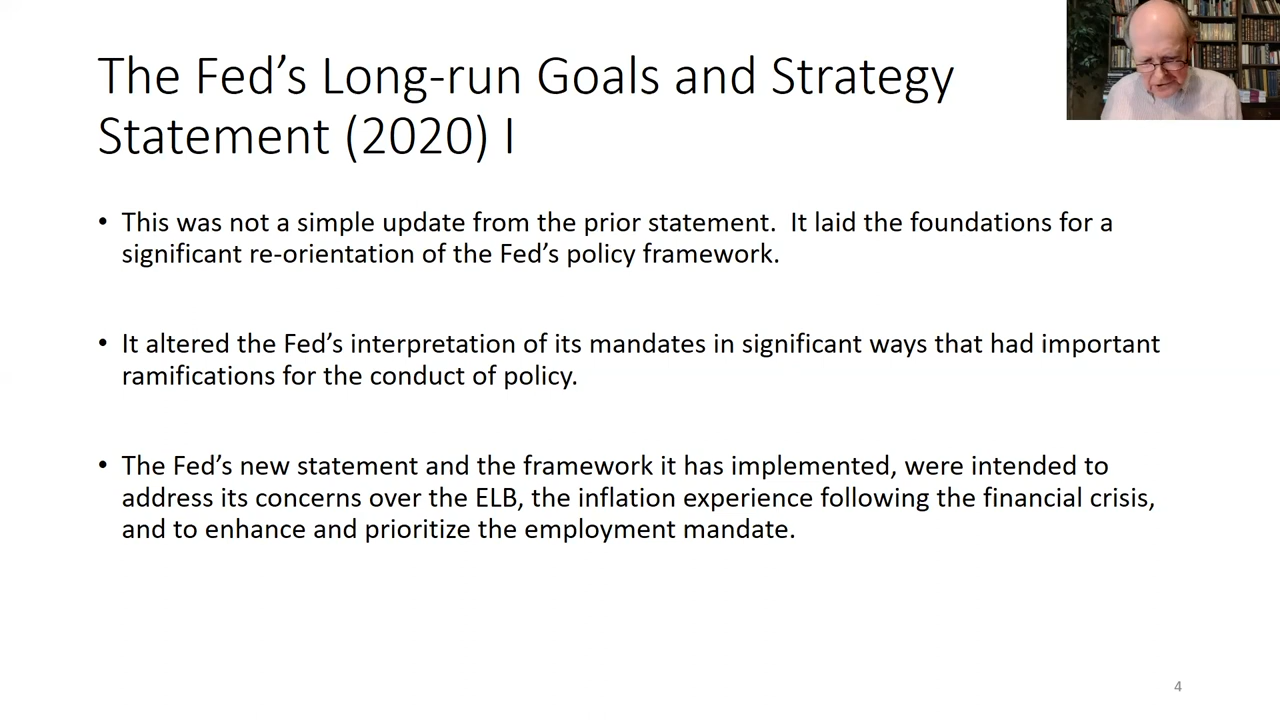 The Fed’s Long-run Goals and Strategy
Statement (2020) I
• This was not a simple update from the prior statement.  It laid the foundations for a
significant re-orientation of the Fed’s policy framework.
• It altered the Fed’s interpretation of its mandates in significant ways that had important
ramifications for the conduct of policy.
• The Fed’s new statement and the framework it has implemented, were intended to
address its concerns over the ELB, the inflation experience following the financial crisis,
and to enhance and prioritize the employment mandate.
4